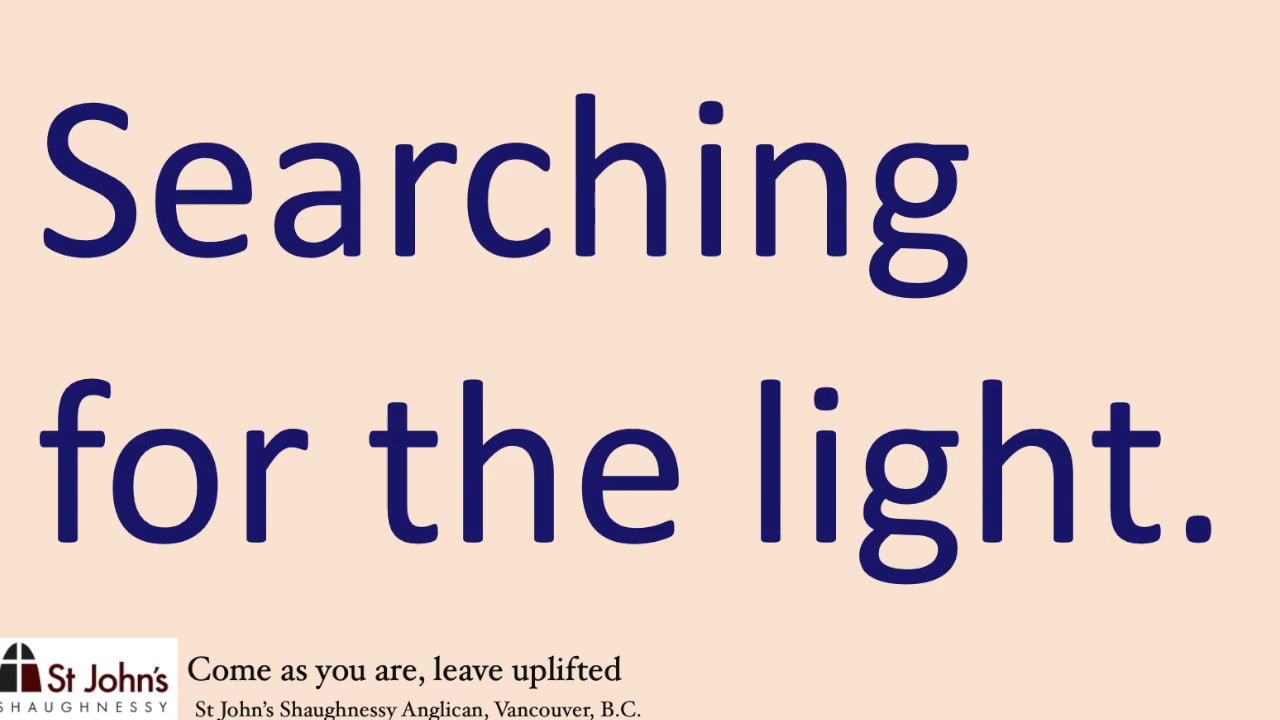 Searching
for the light.
St John's
SHAUGHNESSY
Come as you are, leave uplifted
St John's Shaughnessy Anglican, Vancouver, B.C.